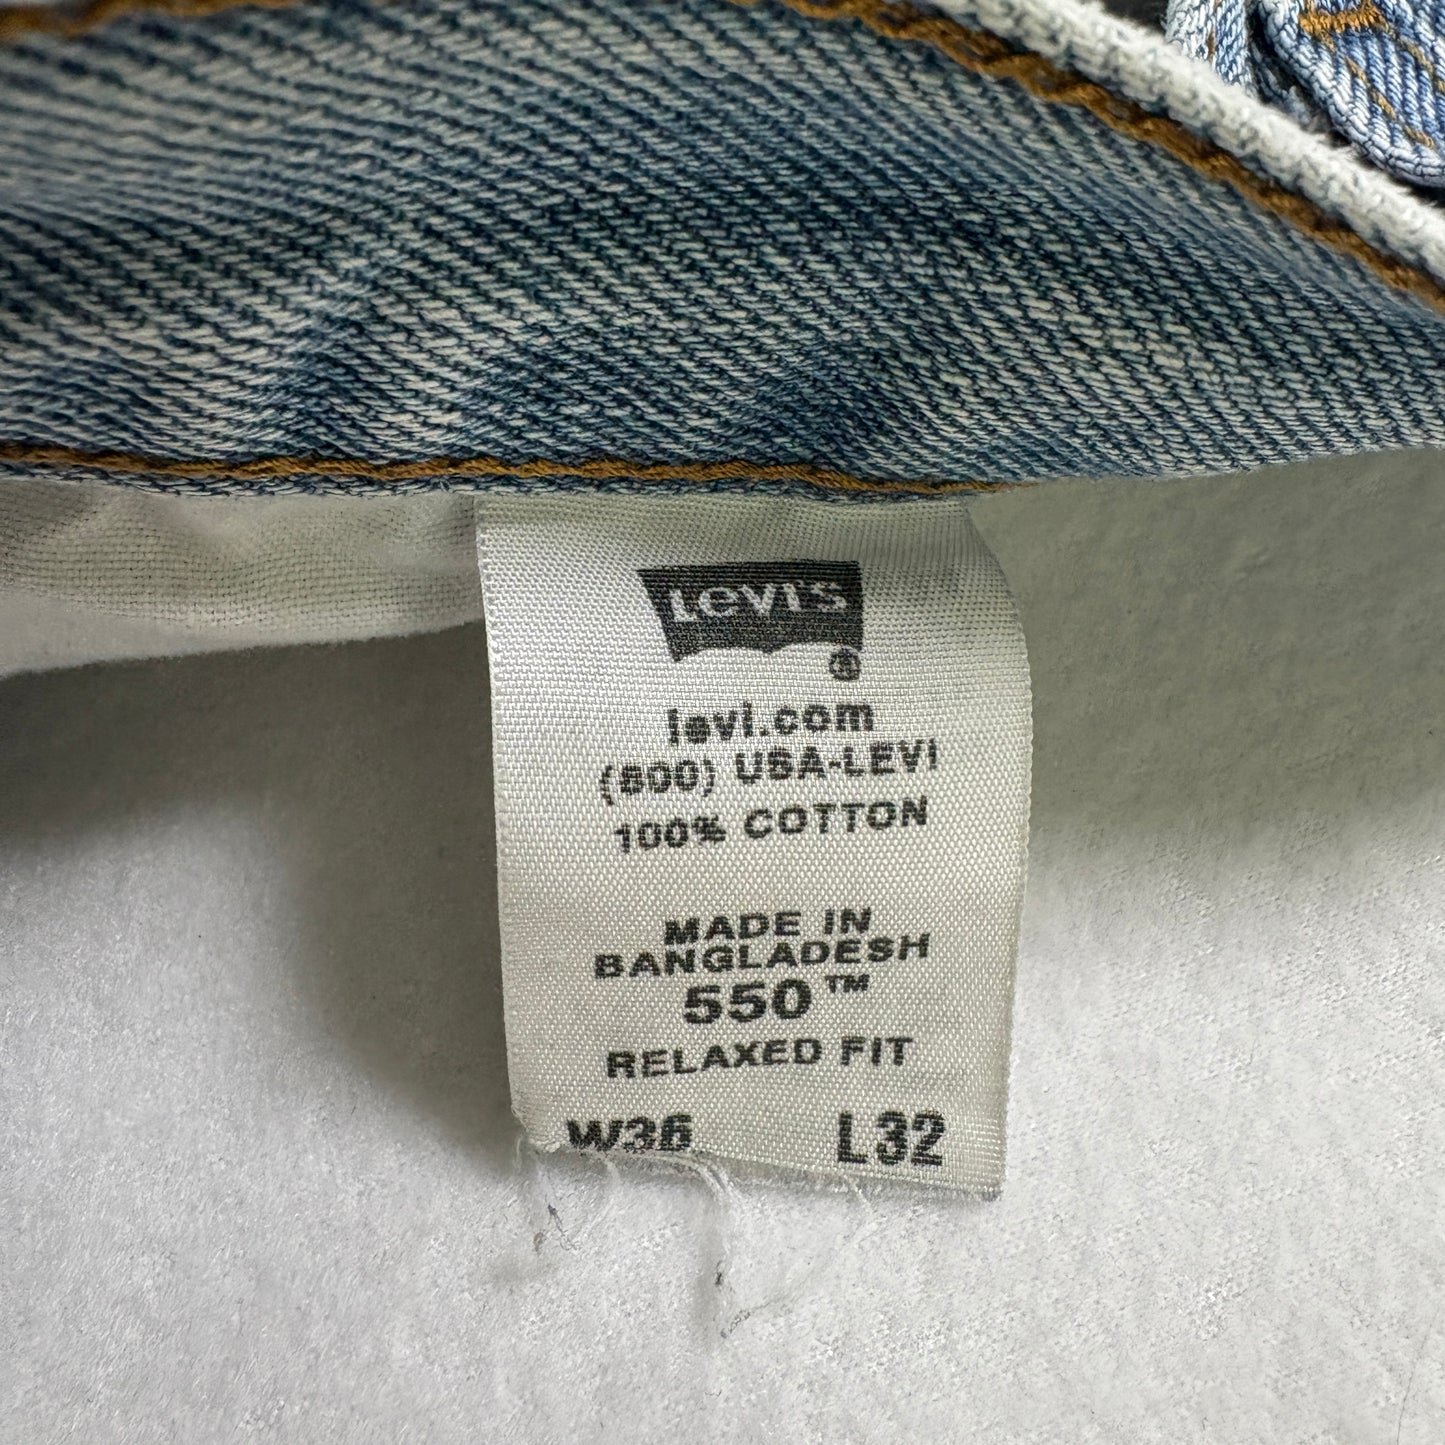 Levi's
®
levi.com
(800) USA-LEVI
100% COTTON
MADE IN
BANGLADESH
550™
RELAXED FIT
W36 L32